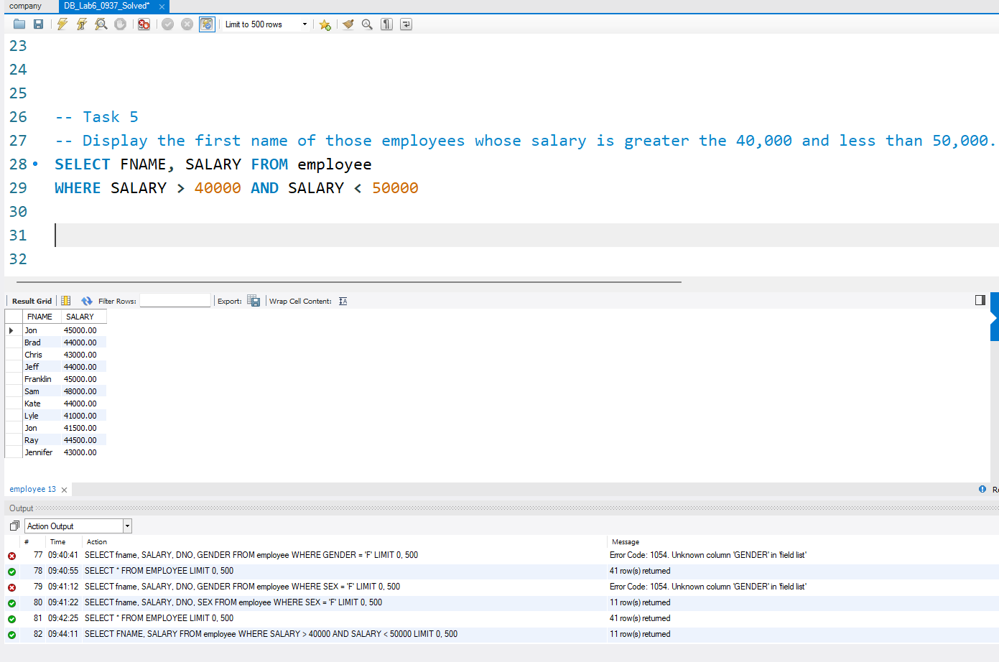 company DB_Lab6_0937_Solved*
Limit to 500 rows
23
24
25
26 -- Task 5
27 -- Display the first name of those employees whose salary is greater the 40,000 and less than 50,000.
28 SELECT FNAME, SALARY FROM employee
29 WHERE SALARY > 40000 AND SALARY < 50000
30
31
32
Result Grid Filter Rows: Export: Wrap Cell Content:
FNAME SALARY
Jon 45000.00
Brad 44000.00
Chris 43000.00
Jeff 44000.00
Franklin 45000.00
Sam 48000.00
Kate 44000.00
Lyle 41000.00
Jon 41500.00
Ray 44500.00
Jennifer 43000.00
employee 13
Output
Action Output
# Time Action Message
77 09:40:41 SELECT fname, SALARY, DNO, GENDER FROM employee WHERE GENDER = 'F' LIMIT 0, 500 Error Code: 1054. Unknown column 'GENDER' in 'field list'
78 09:40:55 SELECT * FROM EMPLOYEE LIMIT 0, 500 41 row(s) returned
79 09:41:12 SELECT fname, SALARY, DNO, GENDER FROM employee WHERE SEX = 'F' LIMIT 0, 500 Error Code: 1054. Unknown column 'GENDER' in 'field list'
80 09:41:22 SELECT fname, SALARY, DNO, SEX FROM employee WHERE SEX = 'F' LIMIT 0, 500 11 row(s) returned
81 09:42:25 SELECT * FROM EMPLOYEE LIMIT 0, 500 41 row(s) returned
82 09:44:11 SELECT FNAME, SALARY FROM employee WHERE SALARY > 40000 AND SALARY < 50000 LIMIT 0, 500 11 row(s) returned